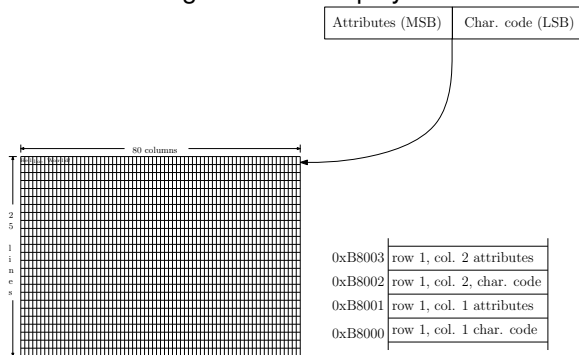 Attributes (MSB) Char. code (LSB)
80 columns
25 lines
0xB8003 row 1, col. 2 attributes
0xB8002 row 1, col. 2, char. code
0xB8001 row 1, col. 1 attributes
0xB8000 row 1, col. 1 char. code